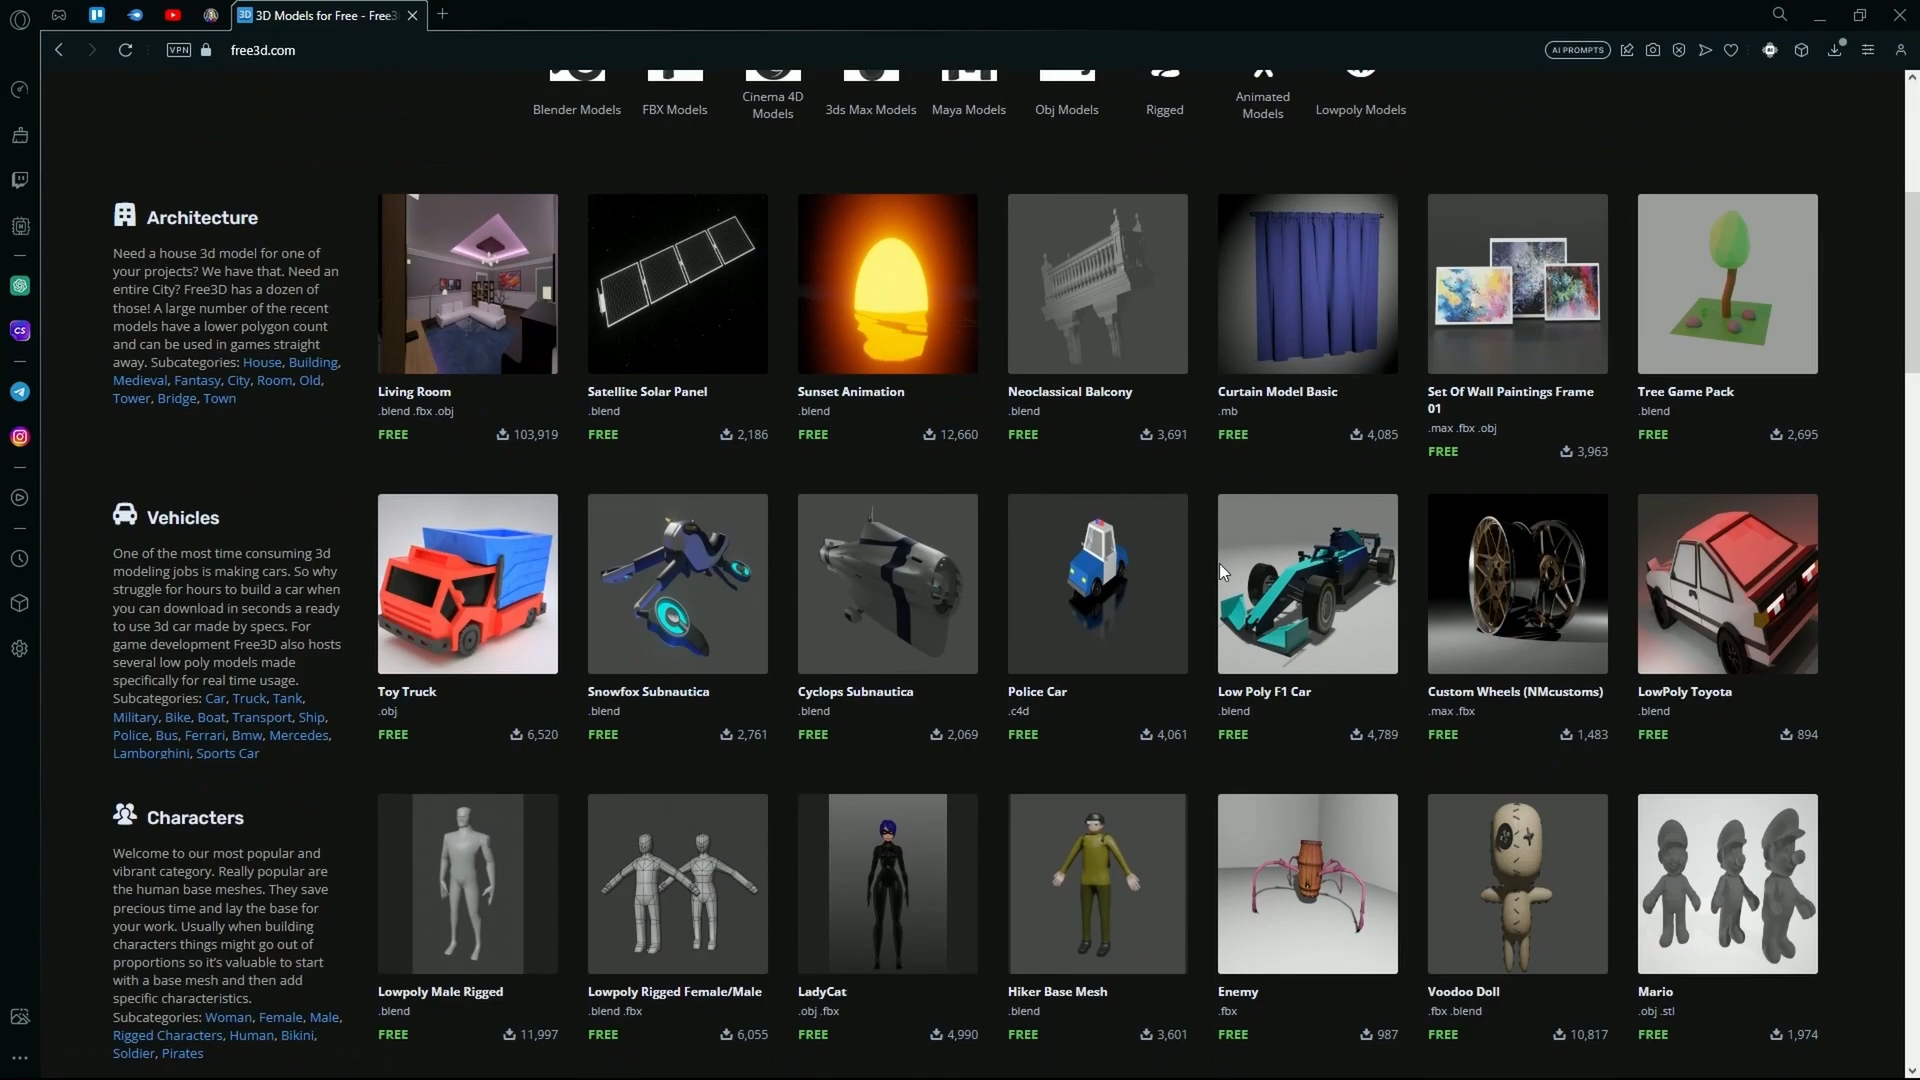 3D Models for Free - Free3
VPN
free3d.com
AI PROMPTS
Blender Models
FBX Models
Cinema 4D
Models
3ds Max Models
Maya Models
Obj Models
Rigged
Animated
Models
Lowpoly Models
Architecture
Need a house 3d model for one of
your projects? We have that. Need an
entire City? Free3D has a dozen of
those! A large number of the recent
models have a lower polygon count
and can be used in games straight
away. Subcategories: House, Building,
Medieval, Fantasy, City, Room, Old,
Tower, Bridge, Town
Living Room
.blend .fbx .obj
FREE 103,919
Satellite Solar Panel
.blend
FREE 2,186
Sunset Animation
.blend
FREE 12,660
Neoclassical Balcony
.blend
FREE 3,691
Curtain Model Basic
.mb
FREE 4,085
Set Of Wall Paintings Frame
01
.max .fbx .obj
FREE 3,963
Tree Game Pack
.blend
FREE 2,695
Vehicles
One of the most time consuming 3d
modeling jobs is making cars. So why
struggle for hours to build a car when
you can download in seconds a ready
to use 3d car made by specs. For
game development Free3D also hosts
several low poly models made
specifically for real time usage.
Subcategories: Car, Truck, Tank,
Military, Bike, Boat, Transport, Ship,
Police, Bus, Ferrari, Bmw, Mercedes,
Lamborghini, Sports Car
Toy Truck
.obj
FREE 6,520
Snowfox Subnautica
.blend
FREE 2,761
Cyclops Subnautica
.blend
FREE 2,069
Police Car
.c4d
FREE 4,061
Low Poly F1 Car
.blend
FREE 4,789
Custom Wheels (NMcustoms)
.max .fbx
FREE 1,483
LowPoly Toyota
.blend
FREE 894
Characters
Welcome to our most popular and
vibrant category. Really popular are
the human base meshes. They save
precious time and lay the base for
your work. Usually when building
characters things might go out of
proportions so it's valuable to start
with a base mesh and then add
specific characteristics.
Subcategories: Woman, Female, Male,
Rigged Characters, Human, Bikini,
Soldier, Pirates
Lowpoly Male Rigged
.blend
FREE 11,997
Lowpoly Rigged Female/Male
.blend .fbx
FREE 6,055
LadyCat
.obj .fbx
FREE 4,990
Hiker Base Mesh
.blend
FREE 3,601
Enemy
.fbx
FREE 987
Voodoo Doll
.fbx .blend
FREE 10,817
Mario
.obj .stl
FREE 1,974